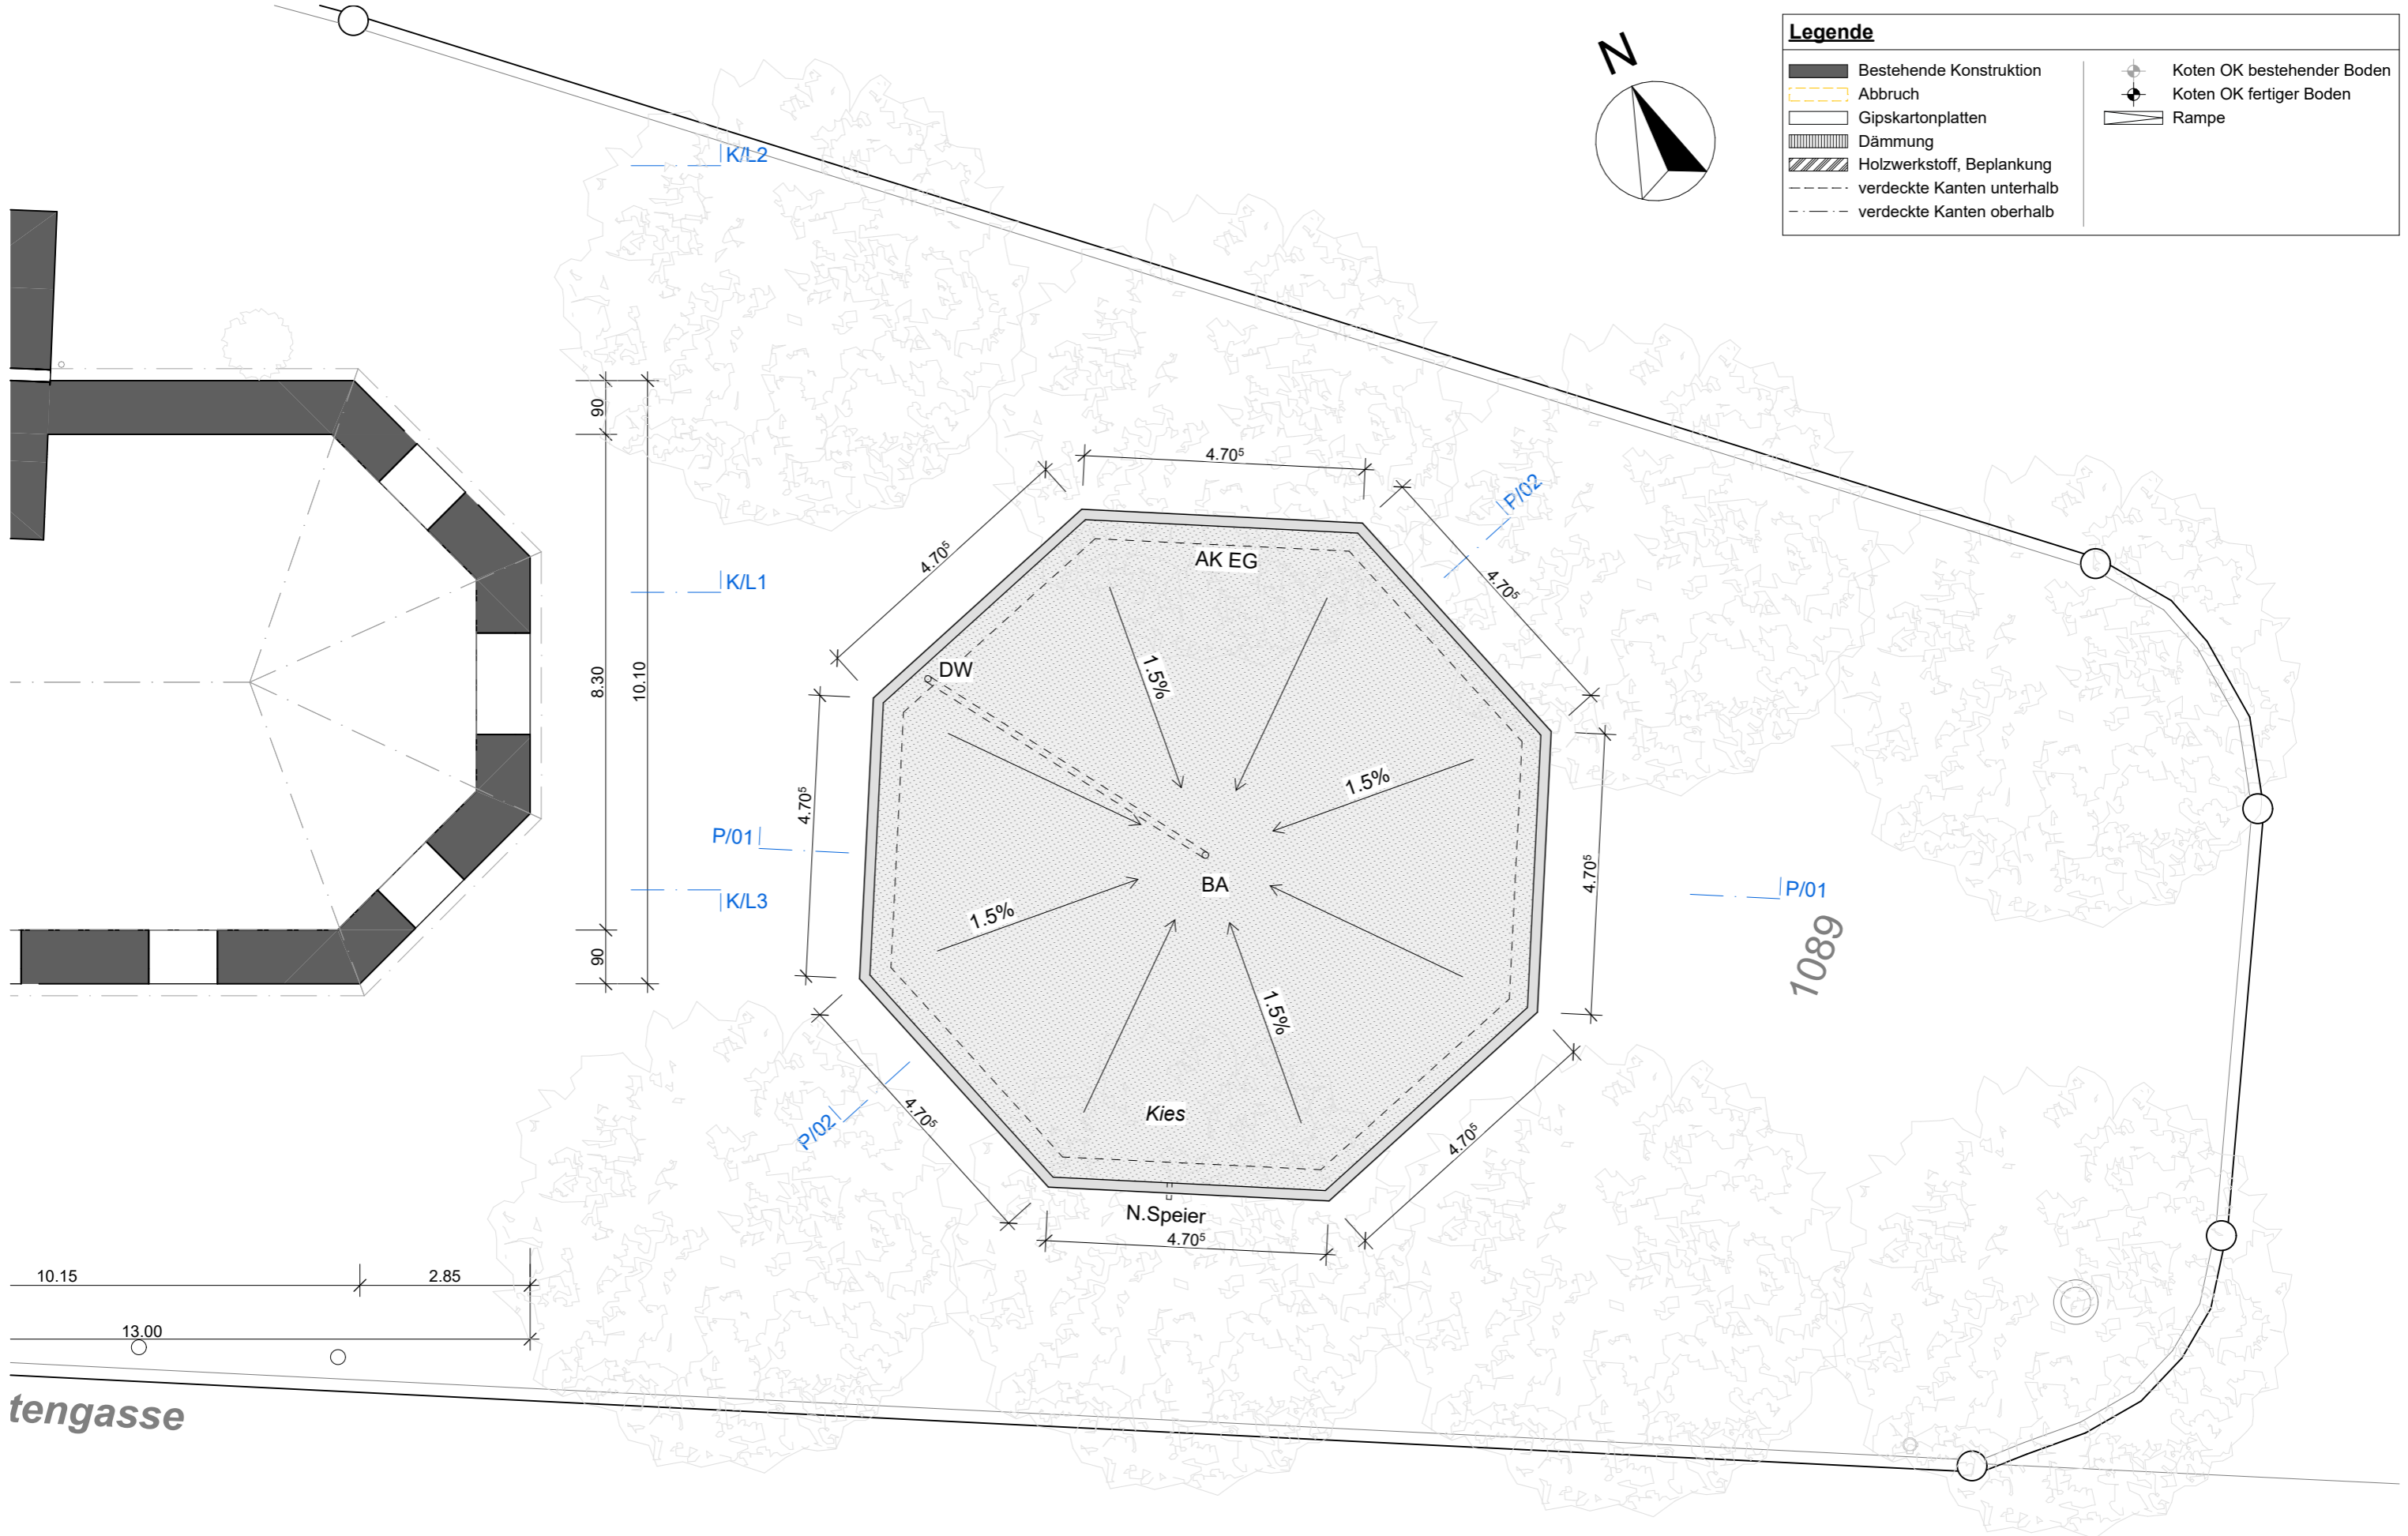 N
Legende
Bestehende Konstruktion
Abbruch
Gipskartonplatten
Dämmung
Holzwerkstoff, Beplankung
verdeckte Kanten unterhalb
verdeckte Kanten oberhalb
Koten OK bestehender Boden
Koten OK fertiger Boden
Rampe
K/L2
90
4.70⁵
P/02
4.70⁵
AK EG
4.70⁵
K/L1
DW
8.30
10.10
1.5%
1.5%
4.70⁵
P/01
BA
4.70⁵
P/01
K/L3
1.5%
1089
90
1.5%
Kies
4.70⁵
P/02
4.70⁵
N.Speier
4.70⁵
10.15
2.85
13.00
tengasse